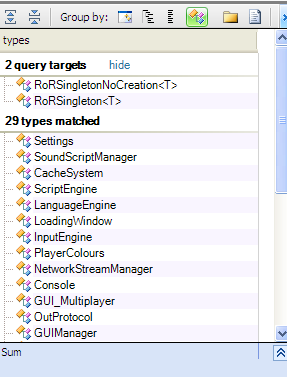 Group by:
types
2 query targets hide
RoRSingletonNoCreation<T>
RoRSingleton<T>
29 types matched
Settings
SoundScriptManager
CacheSystem
ScriptEngine
LanguageEngine
LoadingWindow
InputEngine
PlayerColours
NetworkStreamManager
Console
GUI_Multiplayer
OutProtocol
GUIManager
Sum